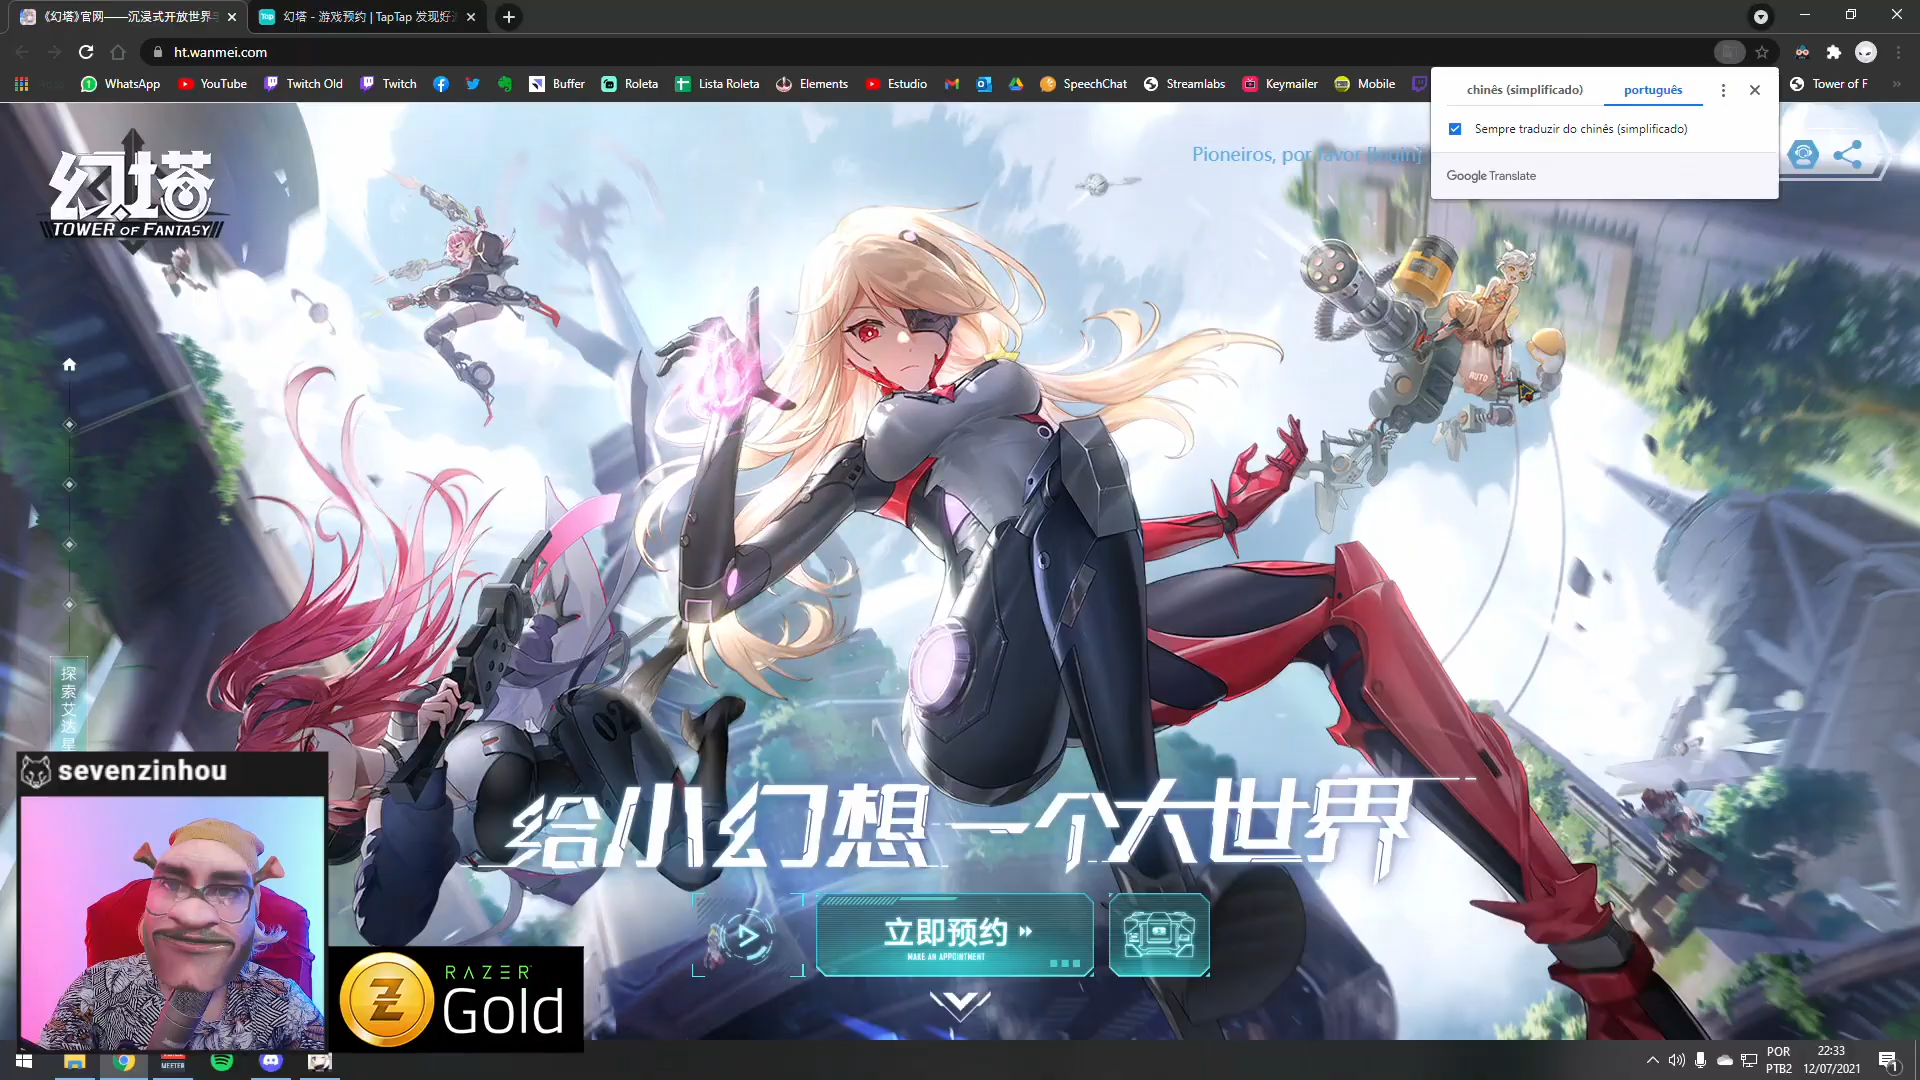 《幻塔》官网——沉浸式开放世界
幻塔 - 游戏预约 | TapTap 发现好
ht.wanmei.com
WhatsApp
YouTube
Twitch Old
Twitch
Buffer
Roleta
Lista Roleta
Elements
Estudio
SpeechChat
Streamlabs
Keymailer
Mobile
Tower of F
chinês (simplificado)
português
Sempre traduzir do chinês (simplificado)
Google Translate
Pioneiros, por favor [login]
幻塔
TOWER OF FANTASY
AUTO
02
探索艾达星
sevenzinhou
给小幻想一个大世界
立即预约
MAKE AN APPOINTMENT
RAZER
Gold
MEETER
POR
PTB2
22:33
12/07/2021
1